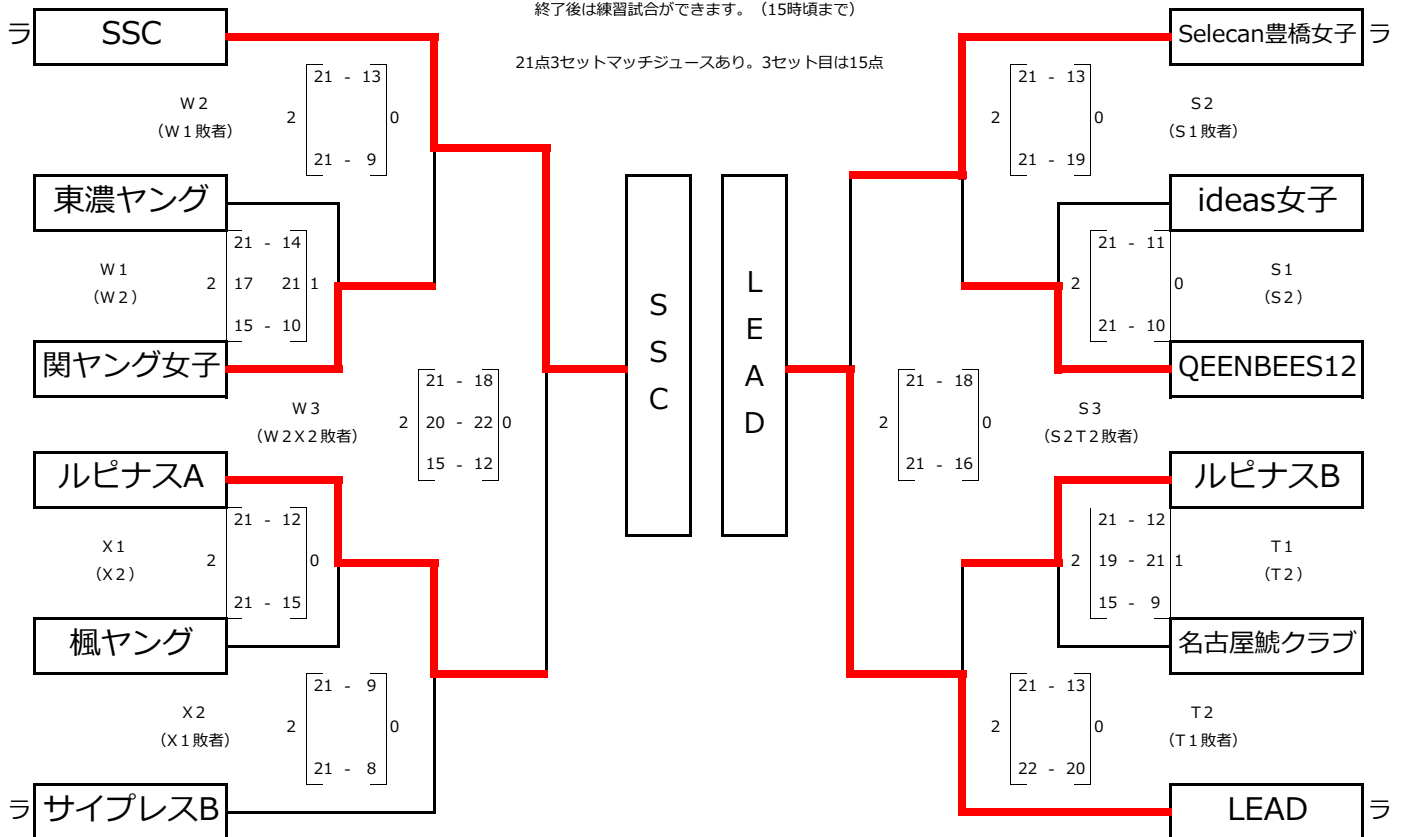 終了後は練習試合ができます。（15時頃まで）
21点3セットマッチジュースあり。3セット目は15点
ラ
SSC
W2
（W1敗者）
2
21 - 13
21 - 9
0
東濃ヤング
W1
（W2）
2
21 - 14
17 21
15 - 10
1
関ヤング女子
W3
（W2X2敗者）
2
21 - 18
20 - 22
15 - 12
0
ルピナスA
X1
（X2）
2
21 - 12
21 - 15
0
楓ヤング
X2
（X1敗者）
2
21 - 9
21 - 8
0
ラ
サイプレスB
S
S
C
L
E
A
D
Selecan豊橋女子
ラ
2
21 - 13
21 - 19
0
S2
（S1敗者）
ideas女子
2
21 - 11
21 - 10
0
S1
（S2）
QEENBEES12
2
21 - 18
21 - 16
0
S3
（S2T2敗者）
ルピナスB
2
21 - 12
19 - 21
15 - 9
1
T1
（T2）
名古屋鯱クラブ
2
21 - 13
22 - 20
0
T2
（T1敗者）
LEAD
ラ